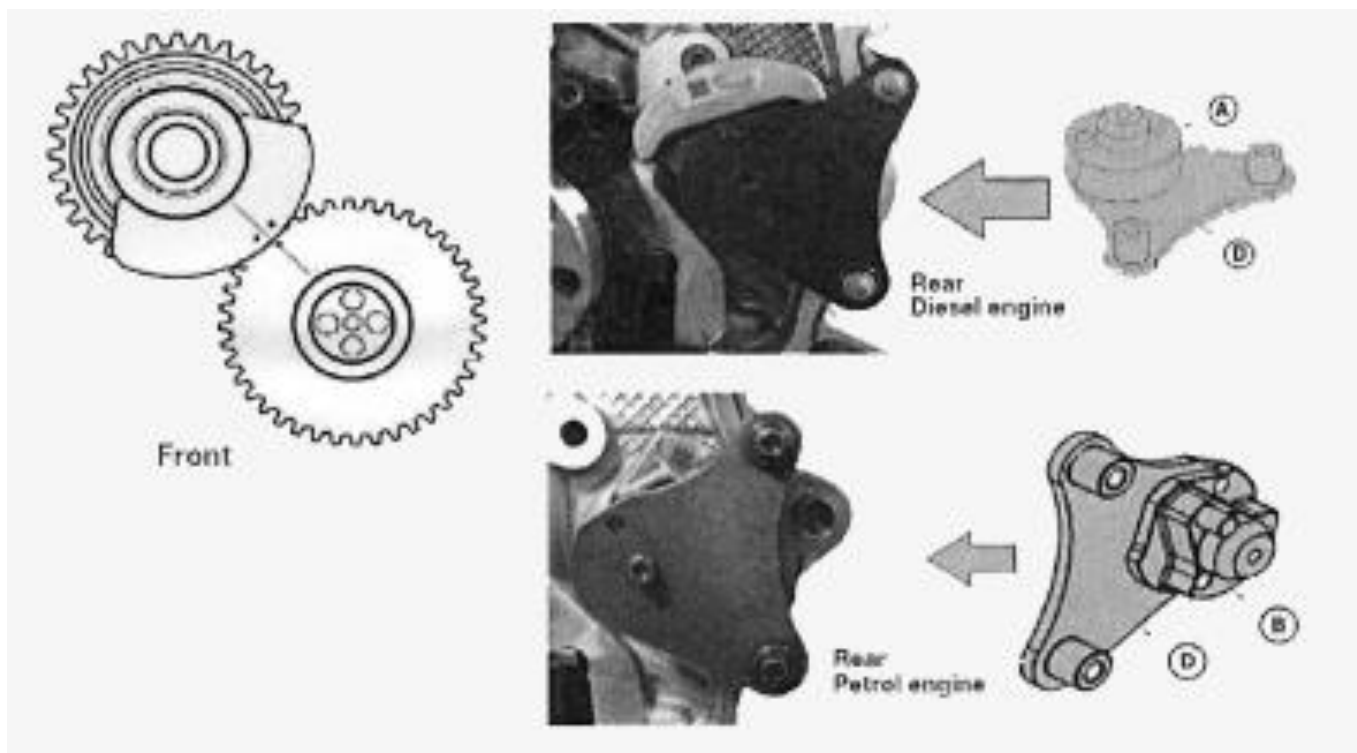 Front
A
D
Rear
Diesel engine
B
D
Rear
Petrol engine